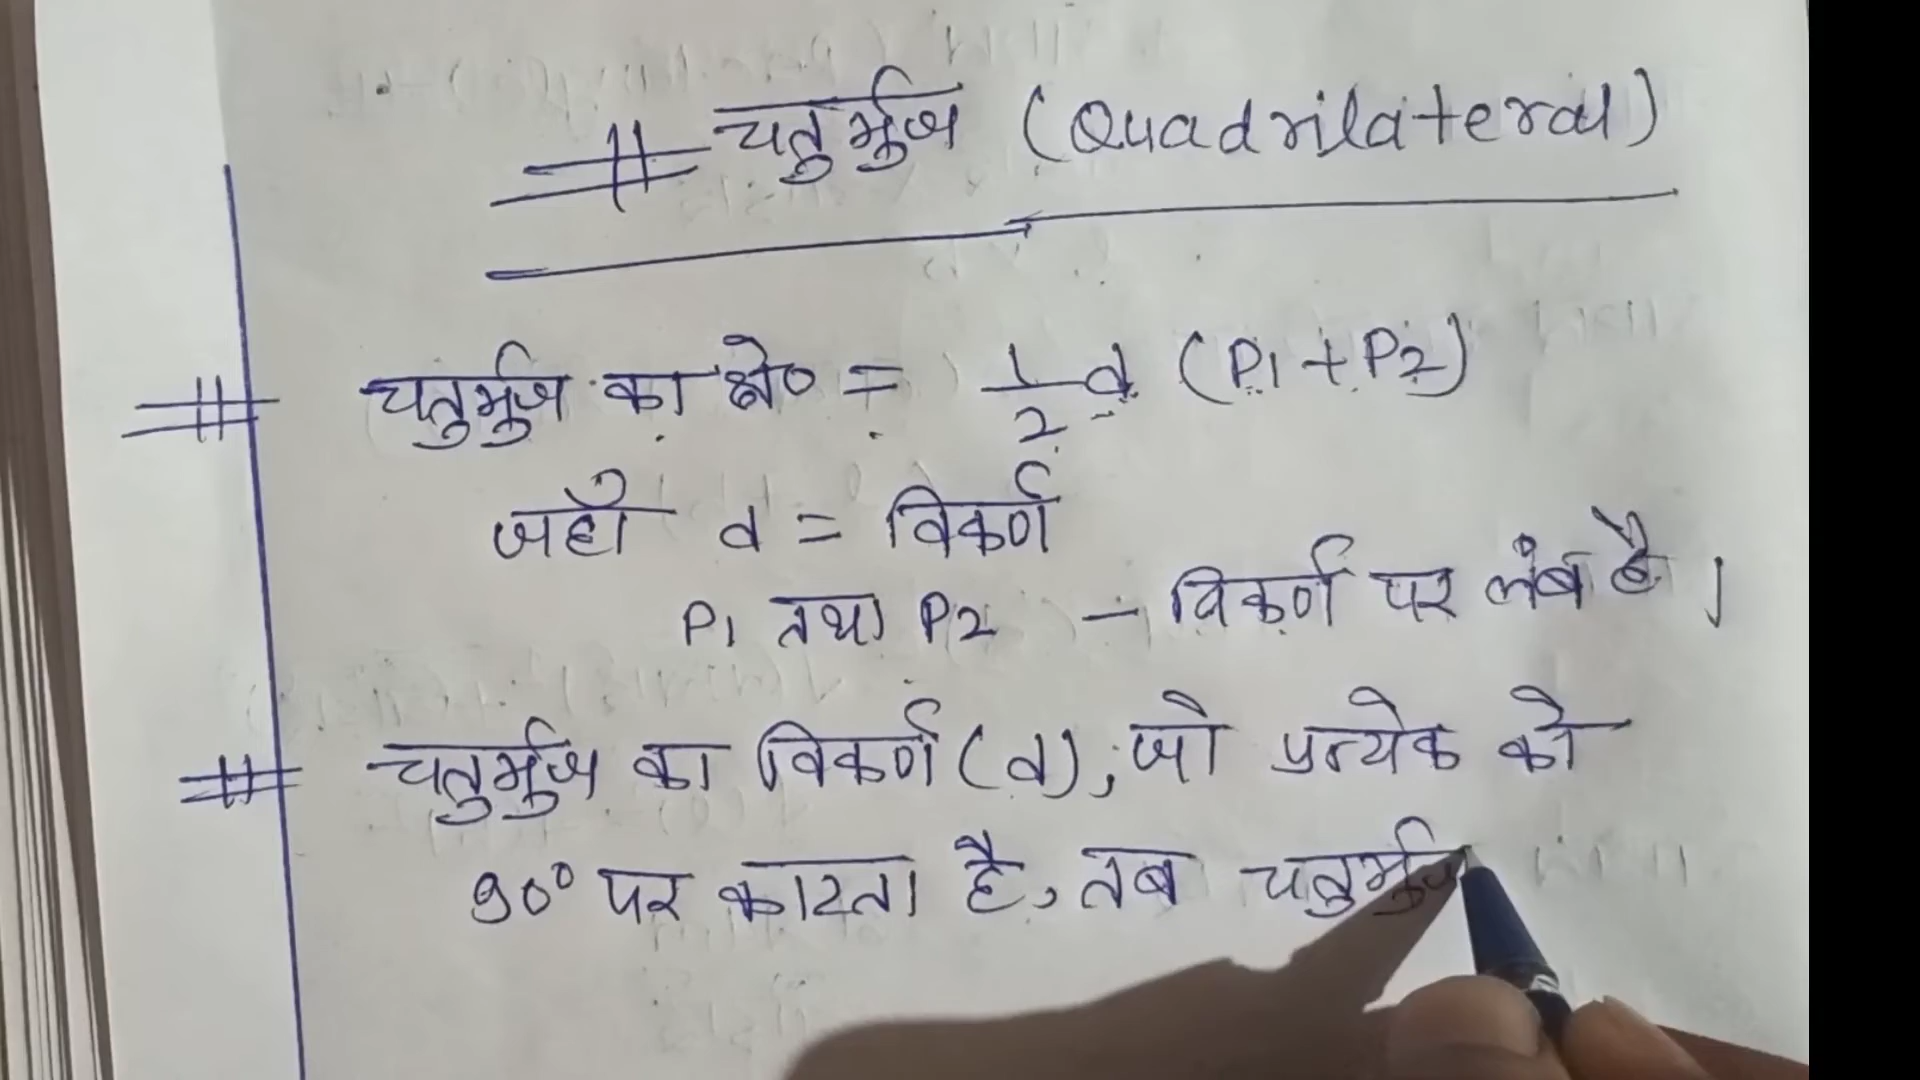 चतुर्भुज (Quadrilateral)
चतुर्भुज का क्षे० = 1/2 d (P1 + P2)
जहाँ d = विकर्ण
P1 तथा P2 - विकर्ण पर लंब है।
चतुर्भुज का विकर्ण (d), जो प्रत्येक को
90° पर काटता है, तब चतुर्भुज